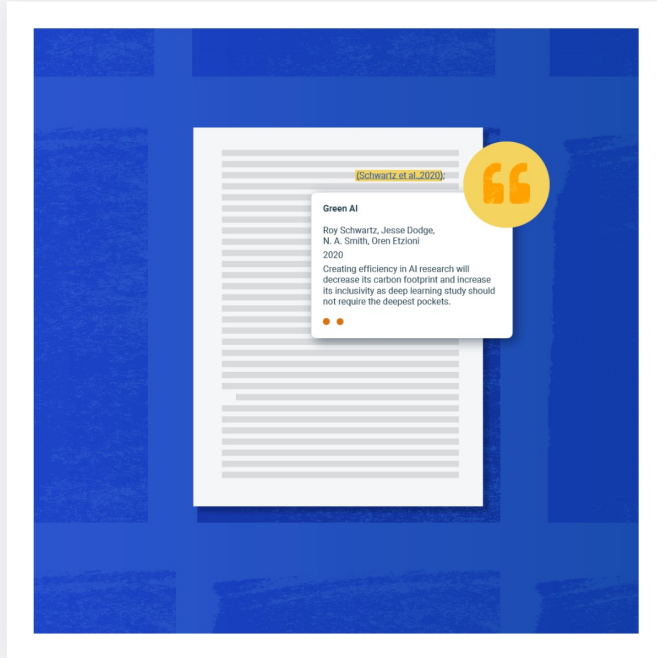 (Schwartz et al.,2020);
Green AI
Roy Schwartz, Jesse Dodge,
N. A. Smith, Oren Etzioni
2020
Creating efficiency in AI research will
decrease its carbon footprint and increase
its inclusivity as deep learning study should
not require the deepest pockets.